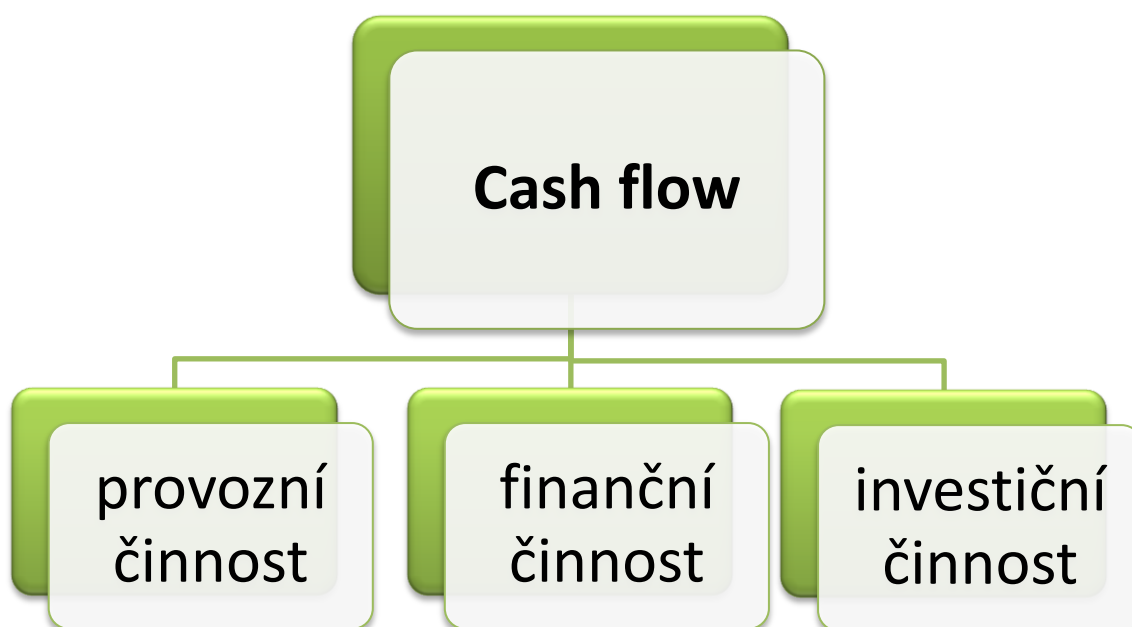 Cash flow
provozní
činnost
finanční
činnost
investiční
činnost